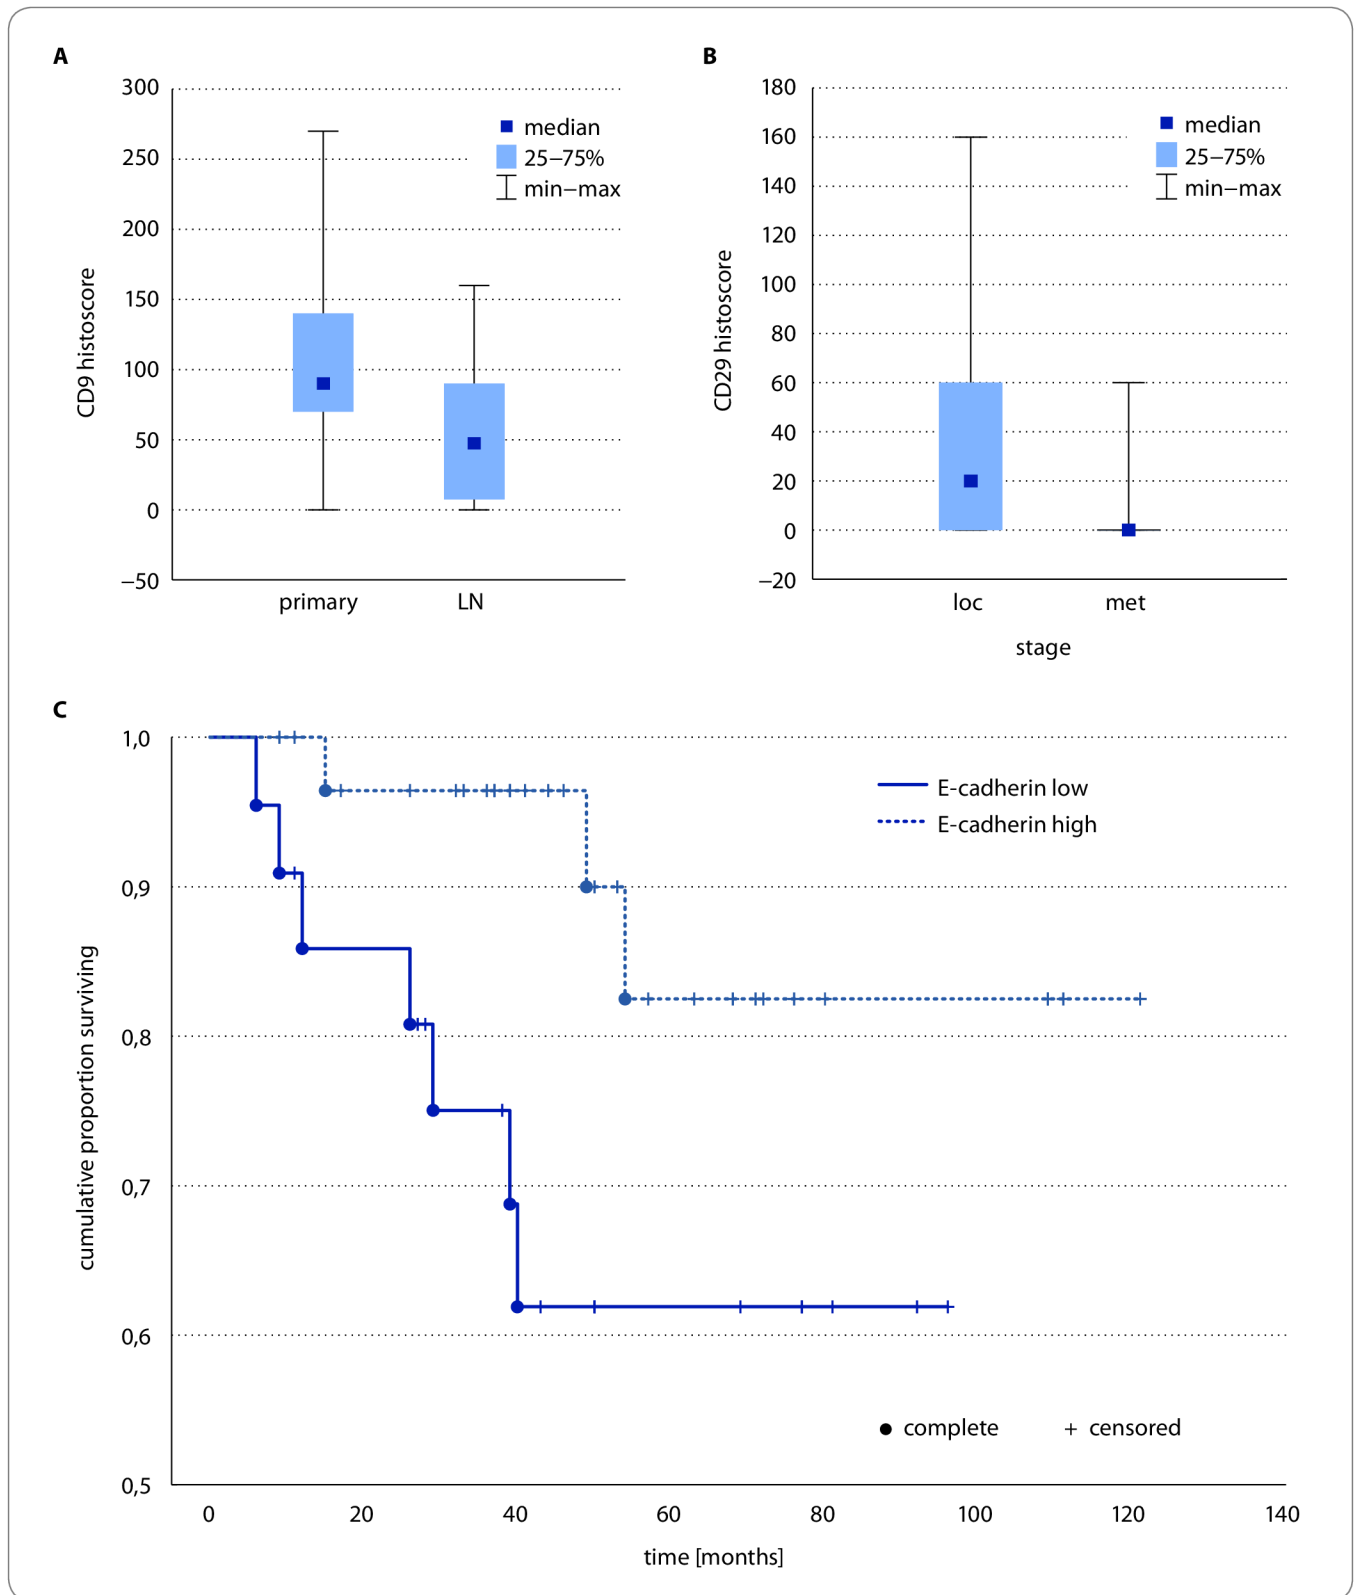 A
300
250
200
150
100
50
0
−50
CD9 histoscore
median
25−75%
min−max
primary LN
B
180
160
140
120
100
80
60
40
20
0
−20
CD29 histoscore
median
25−75%
min−max
loc met
stage
C
1,0
0,9
0,8
0,7
0,6
0,5
cumulative proportion surviving
E-cadherin low
E-cadherin high
complete censored
0 20 40 60 80 100 120 140
time [months]